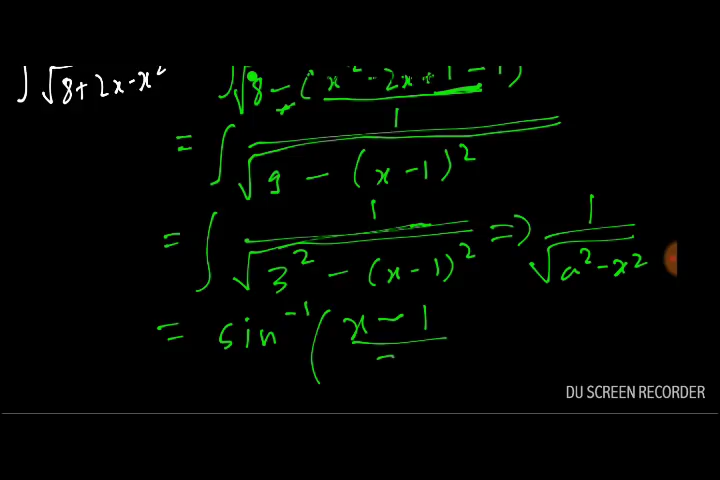 ∫ √8+2x-x²
∫ √8 - (x² - 2x + 1 - 1)
= ∫ 1/√(9 - (x-1)²)
= ∫ 1/√(3² - (x-1)²) ⇒ 1/√(a²-x²)
= sin⁻¹ ( x-1
DU SCREEN RECORDER